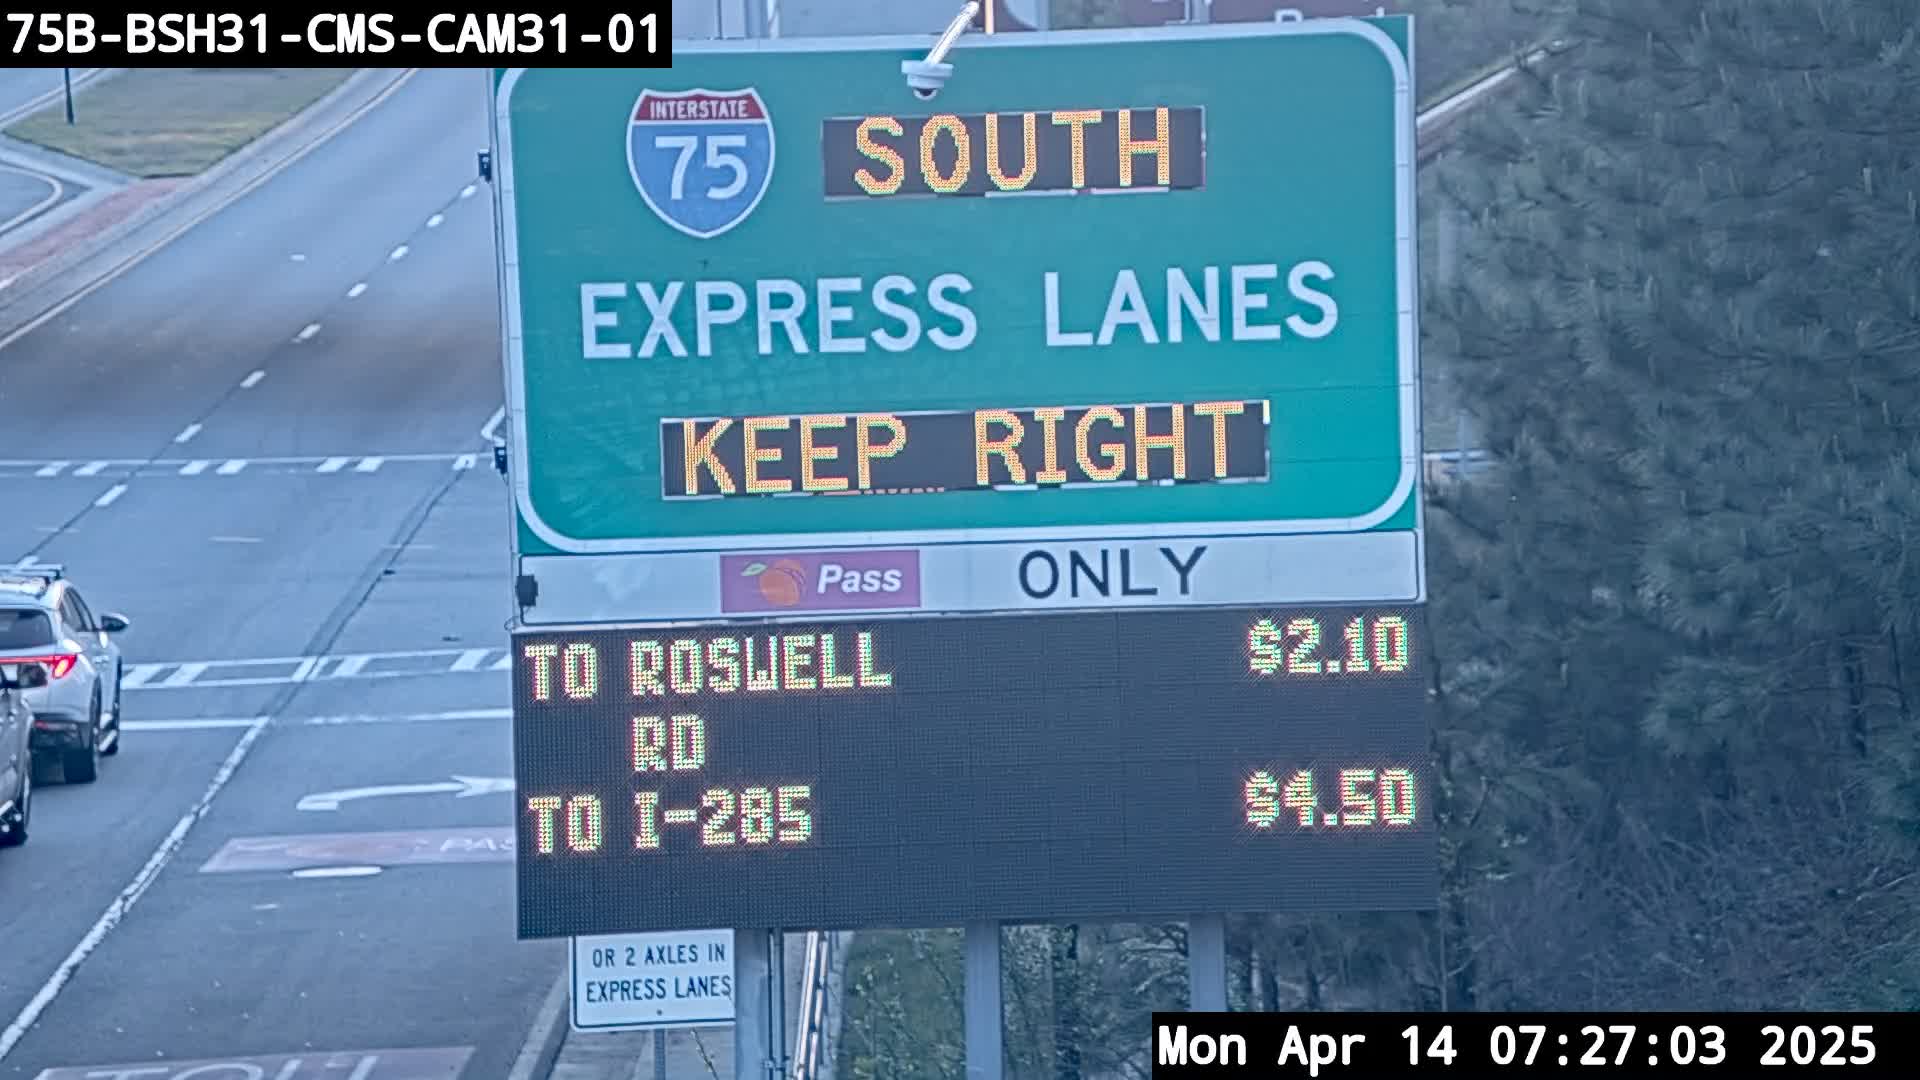 75B-BSH31-CMS-CAM31-01
INTERSTATE
75
SOUTH
EXPRESS LANES
KEEP RIGHT
Pass ONLY
TO ROSWELL $2.10
RD
TO I-285 $4.50
OR 2 AXLES IN
EXPRESS LANES
Mon Apr 14 07:27:03 2025